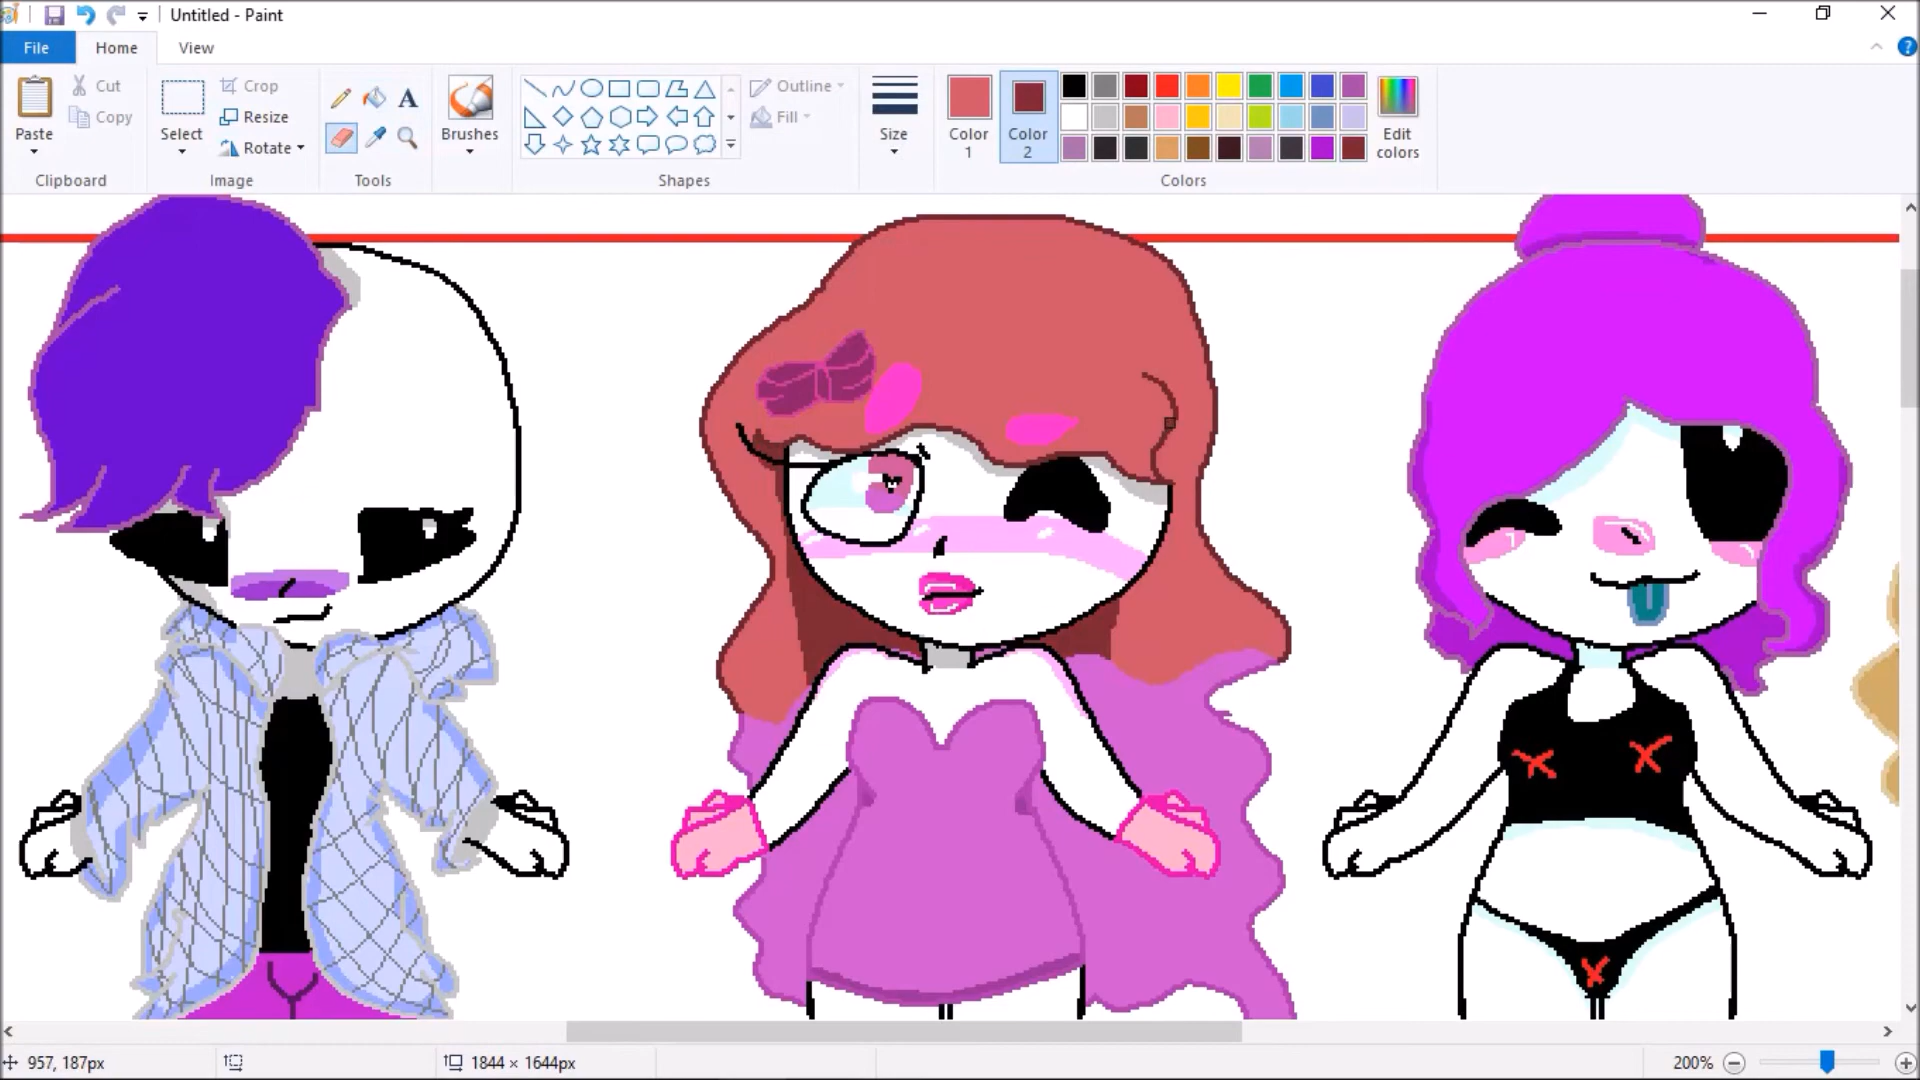 Untitled - Paint
File
Home
View
Paste
Cut
Copy
Clipboard
Select
Crop
Resize
Rotate
Image
A
Tools
Brushes
Shapes
Outline
Fill
Size
Color
1
Color
2
Edit
colors
Colors
957, 187px
1844 × 1644px
200%